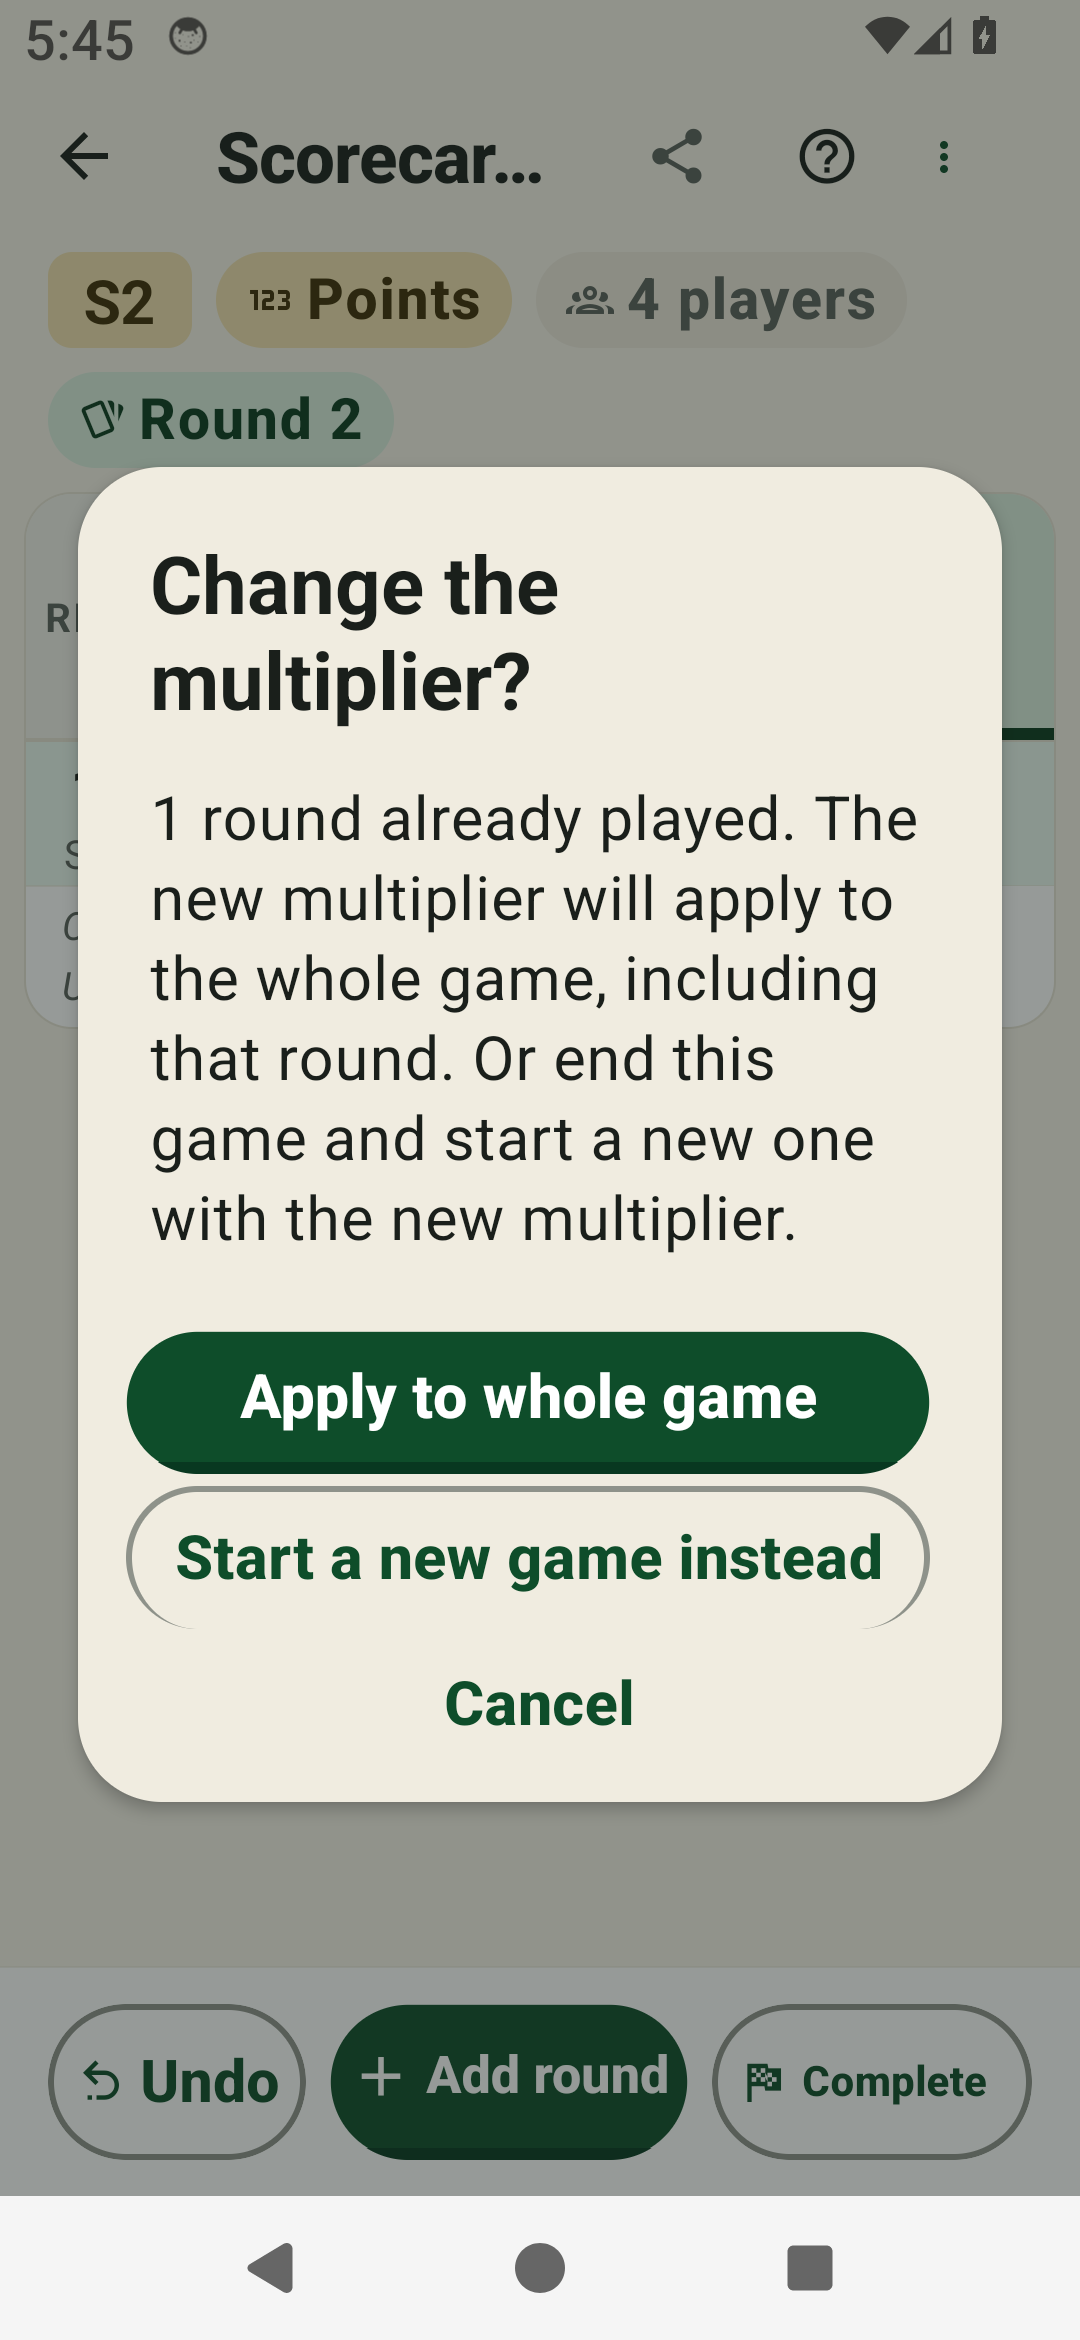 5:45
Scorecar...
S2
123 Points
4 players
Round 2
Change the
multiplier?
1 round already played. The
new multiplier will apply to
the whole game, including
that round. Or end this
game and start a new one
with the new multiplier.
Apply to whole game
Start a new game instead
Cancel
Undo
Add round
Complete